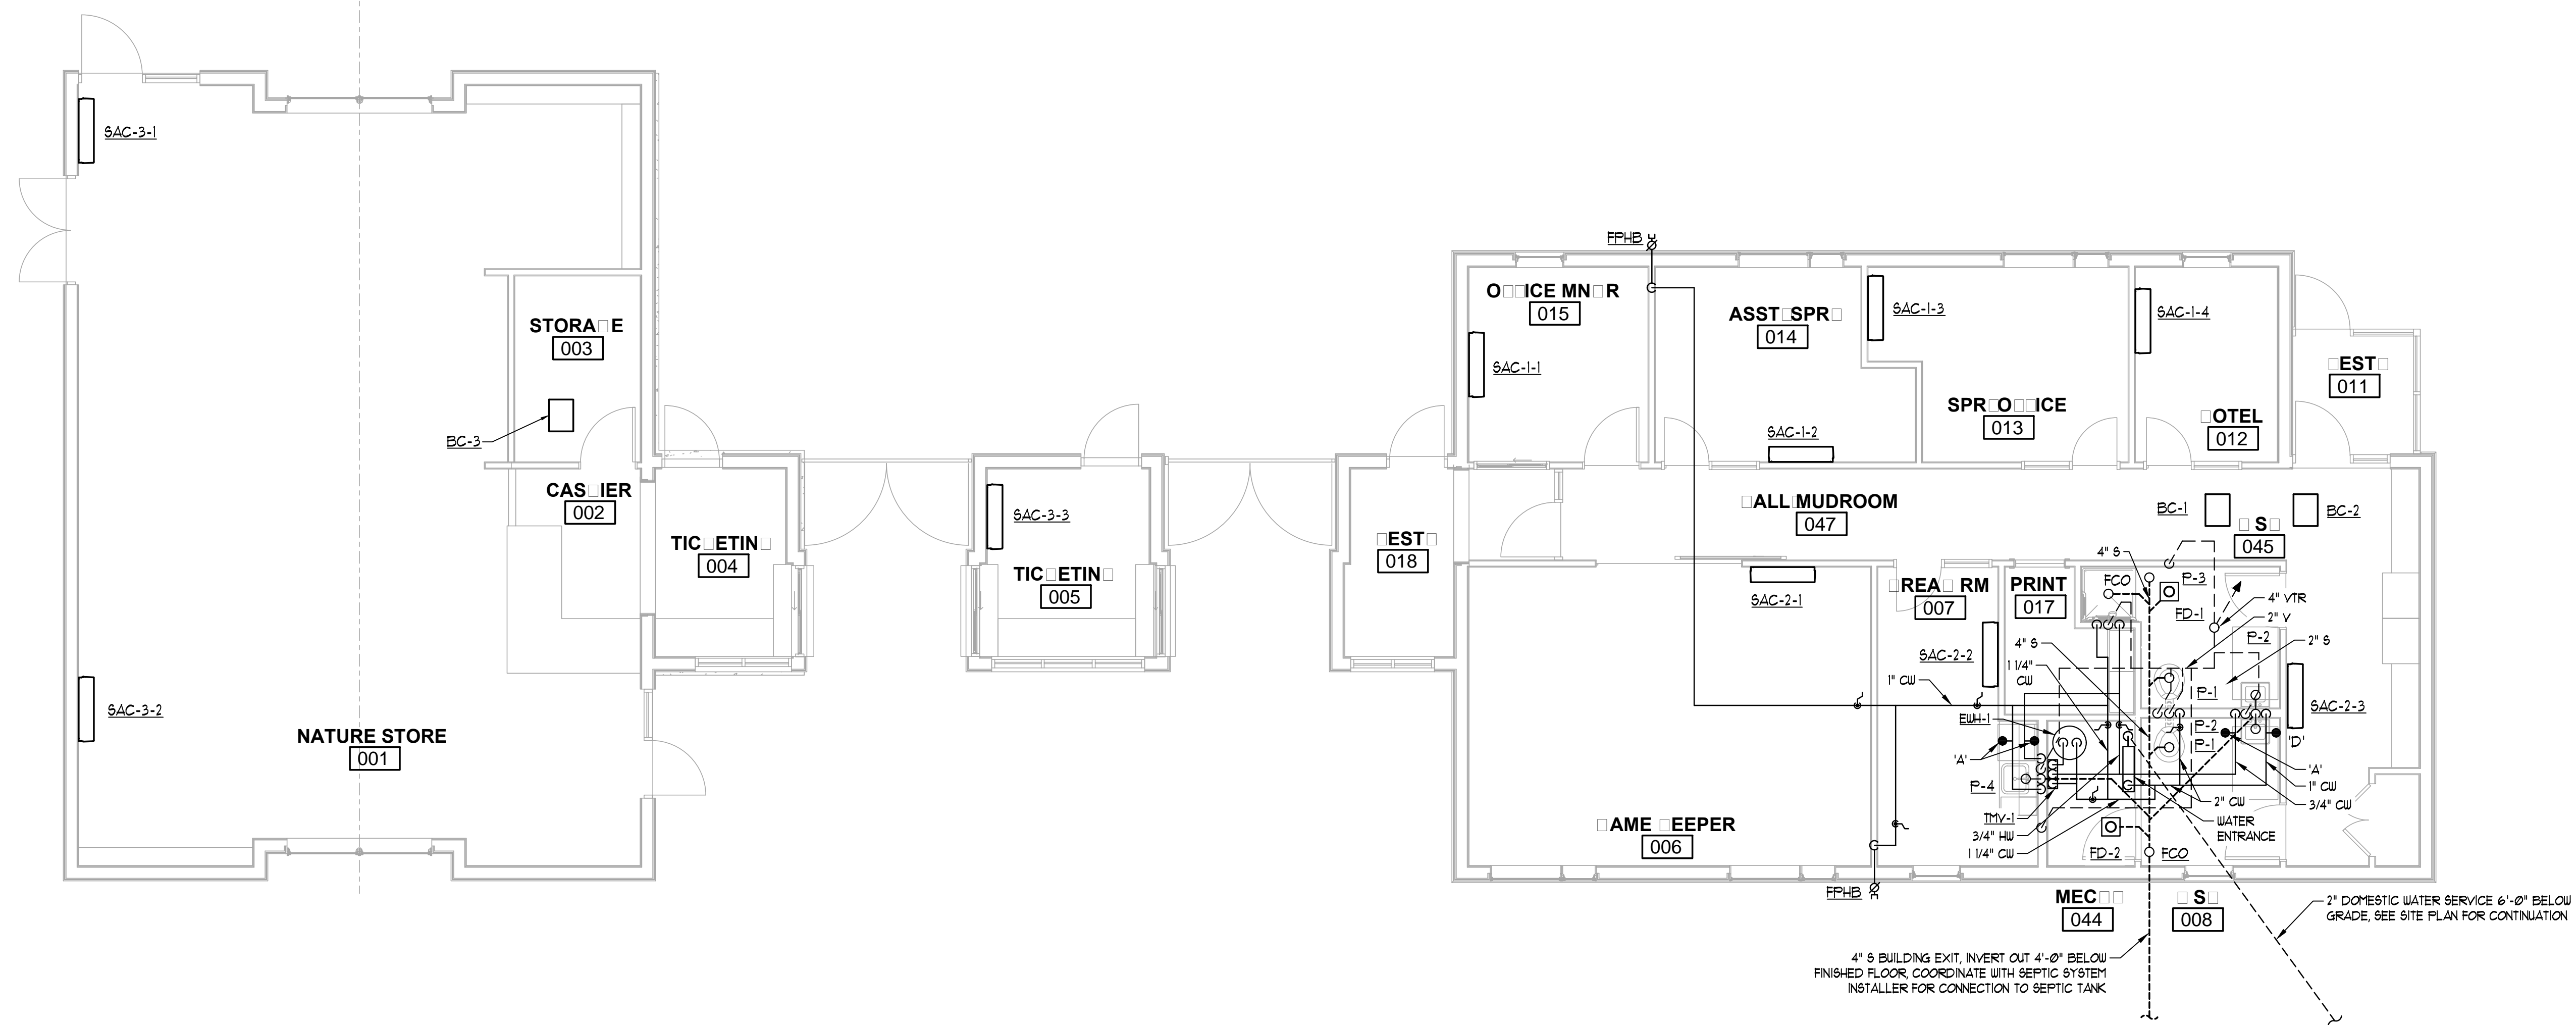 SAC-3-1
STORA□E
003
BC-3
CAS□IER
002
TIC□ETIN□
004
SAC-3-2
NATURE STORE
001
SAC-3-3
TIC□ETIN□
005
□EST□
018
FPHB
O□□ICE MN□R
015
SAC-1-1
ASST□SPR□
014
SAC-1-2
SAC-1-3
SPR□O□□ICE
013
SAC-1-4
□OTEL
012
□EST□
011
□ALL□MUDROOM
047
BC-1
BC-2
□S□
045
SAC-2-1
□REA□ RM
007
PRINT
017
4" S
FCO
P-3
FD-1
4" VTR
2" V
P-2
2" S
4" S
SAC-2-2
1 1/4"
CW
1" CW
P-1
SAC-2-3
EWH-1
P-2
P-1
'D'
'A'
'A'
P-4
1" CW
2" CW
3/4" CW
TMV-1
WATER
ENTRANCE
3/4" HW
1 1/4" CW
FD-2
FCO
□AME □EEPER
006
FPHB
MEC□□
044
□S□
008
2" DOMESTIC WATER SERVICE 6'-0" BELOW
GRADE, SEE SITE PLAN FOR CONTINUATION
4" S BUILDING EXIT, INVERT OUT 4'-0" BELOW
FINISHED FLOOR, COORDINATE WITH SEPTIC SYSTEM
INSTALLER FOR CONNECTION TO SEPTIC TANK